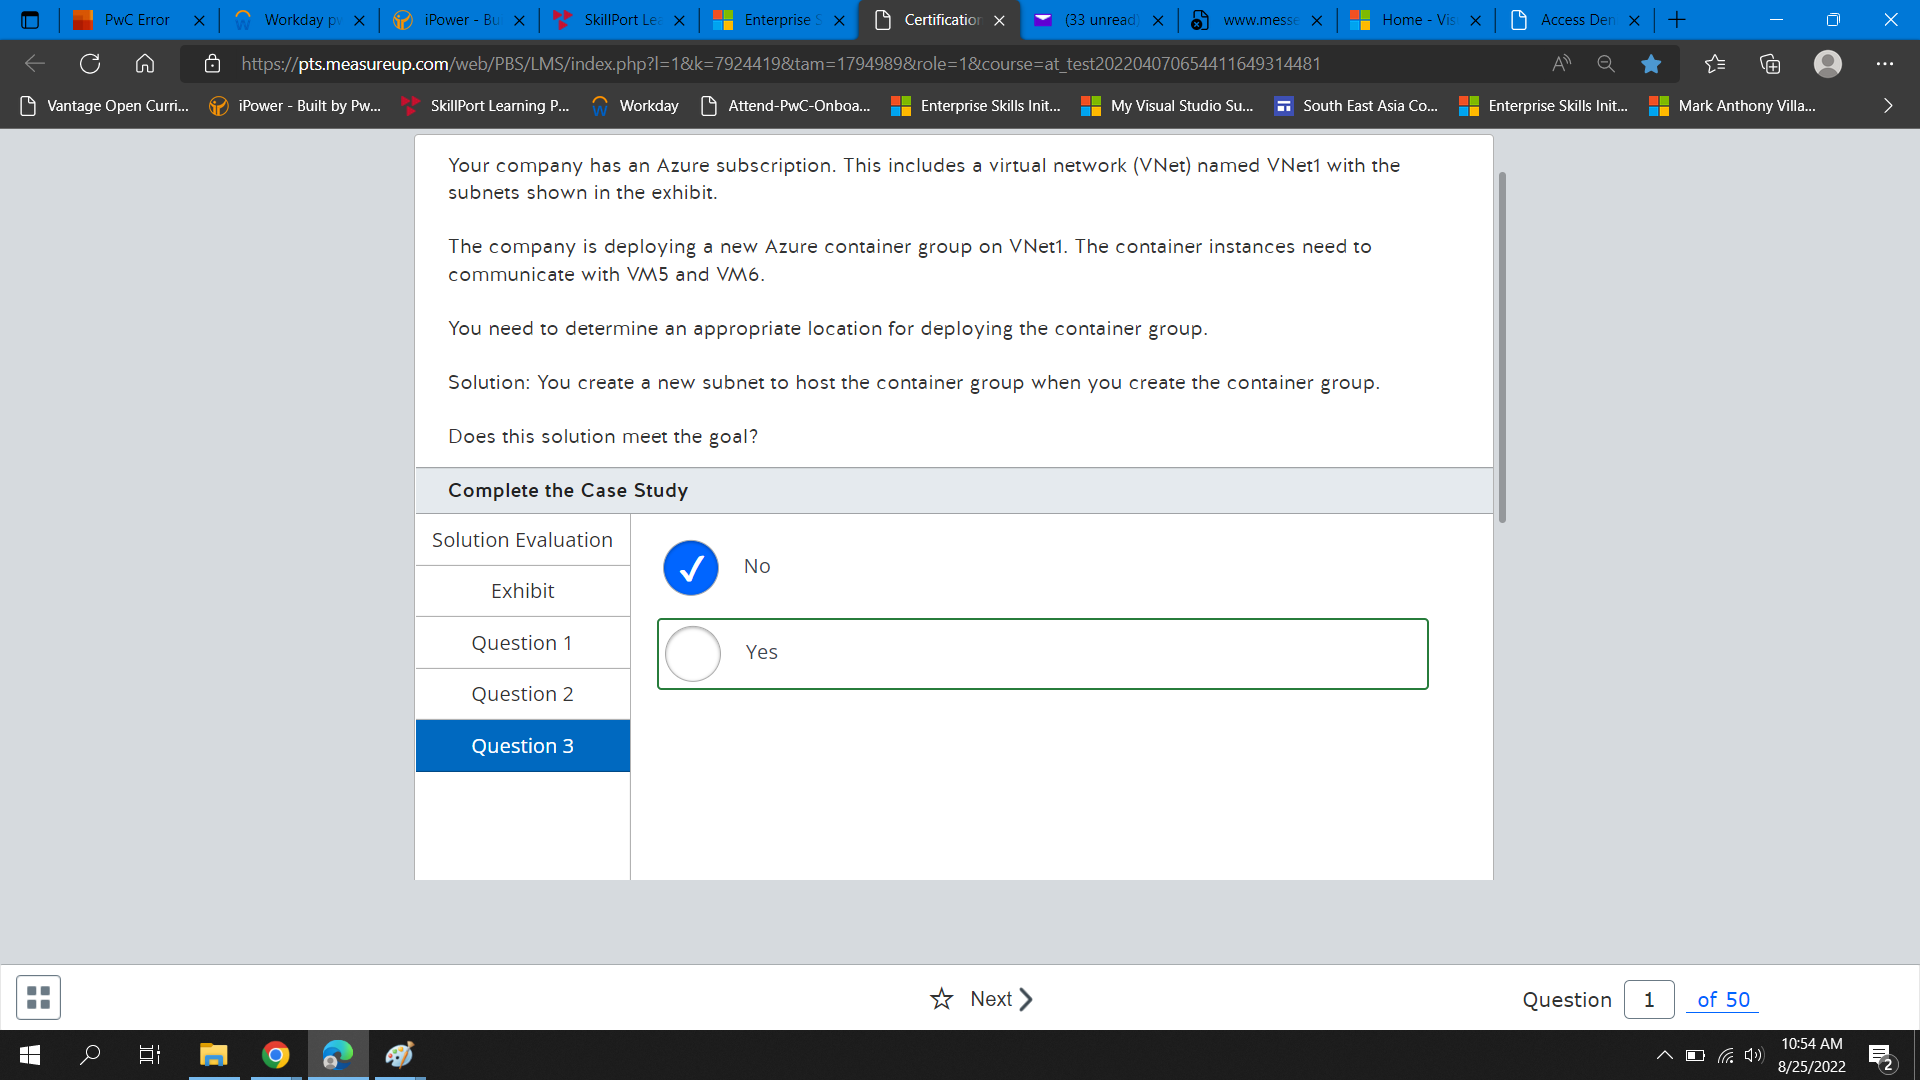 PwC Error
Workday p
iPower - Bu
SkillPort Lea
Enterprise S
Certification
(33 unread)
www.messe
Home - Vis
Access Den
https://pts.measureup.com/web/PBS/LMS/index.php?l=1&k=7924419&tam=1794989&role=1&course=at_test202204070654411649314481
Vantage Open Curri...
iPower - Built by Pw...
SkillPort Learning P...
Workday
Attend-PwC-Onboa...
Enterprise Skills Init...
My Visual Studio Su...
South East Asia Co...
Enterprise Skills Init...
Mark Anthony Villa...
Your company has an Azure subscription. This includes a virtual network (VNet) named VNet1 with the
subnets shown in the exhibit.
The company is deploying a new Azure container group on VNet1. The container instances need to
communicate with VM5 and VM6.
You need to determine an appropriate location for deploying the container group.
Solution: You create a new subnet to host the container group when you create the container group.
Does this solution meet the goal?
Complete the Case Study
Solution Evaluation
Exhibit
Question 1
Question 2
Question 3
No
Yes
Next
Question 1 of 50
10:54 AM
8/25/2022
2